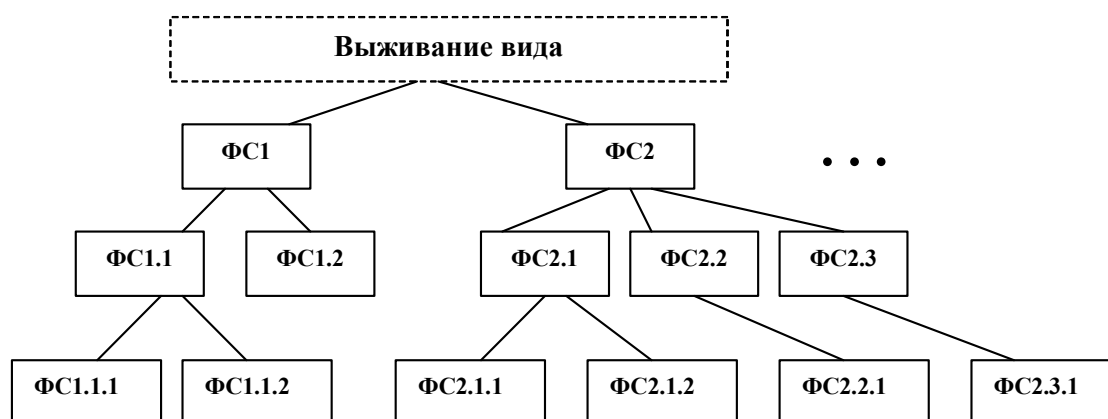 Выживание вида
ФС1
ФС2
. . .
ФС1.1
ФС1.2
ФС2.1
ФС2.2
ФС2.3
ФС1.1.1
ФС1.1.2
ФС2.1.1
ФС2.1.2
ФС2.2.1
ФС2.3.1